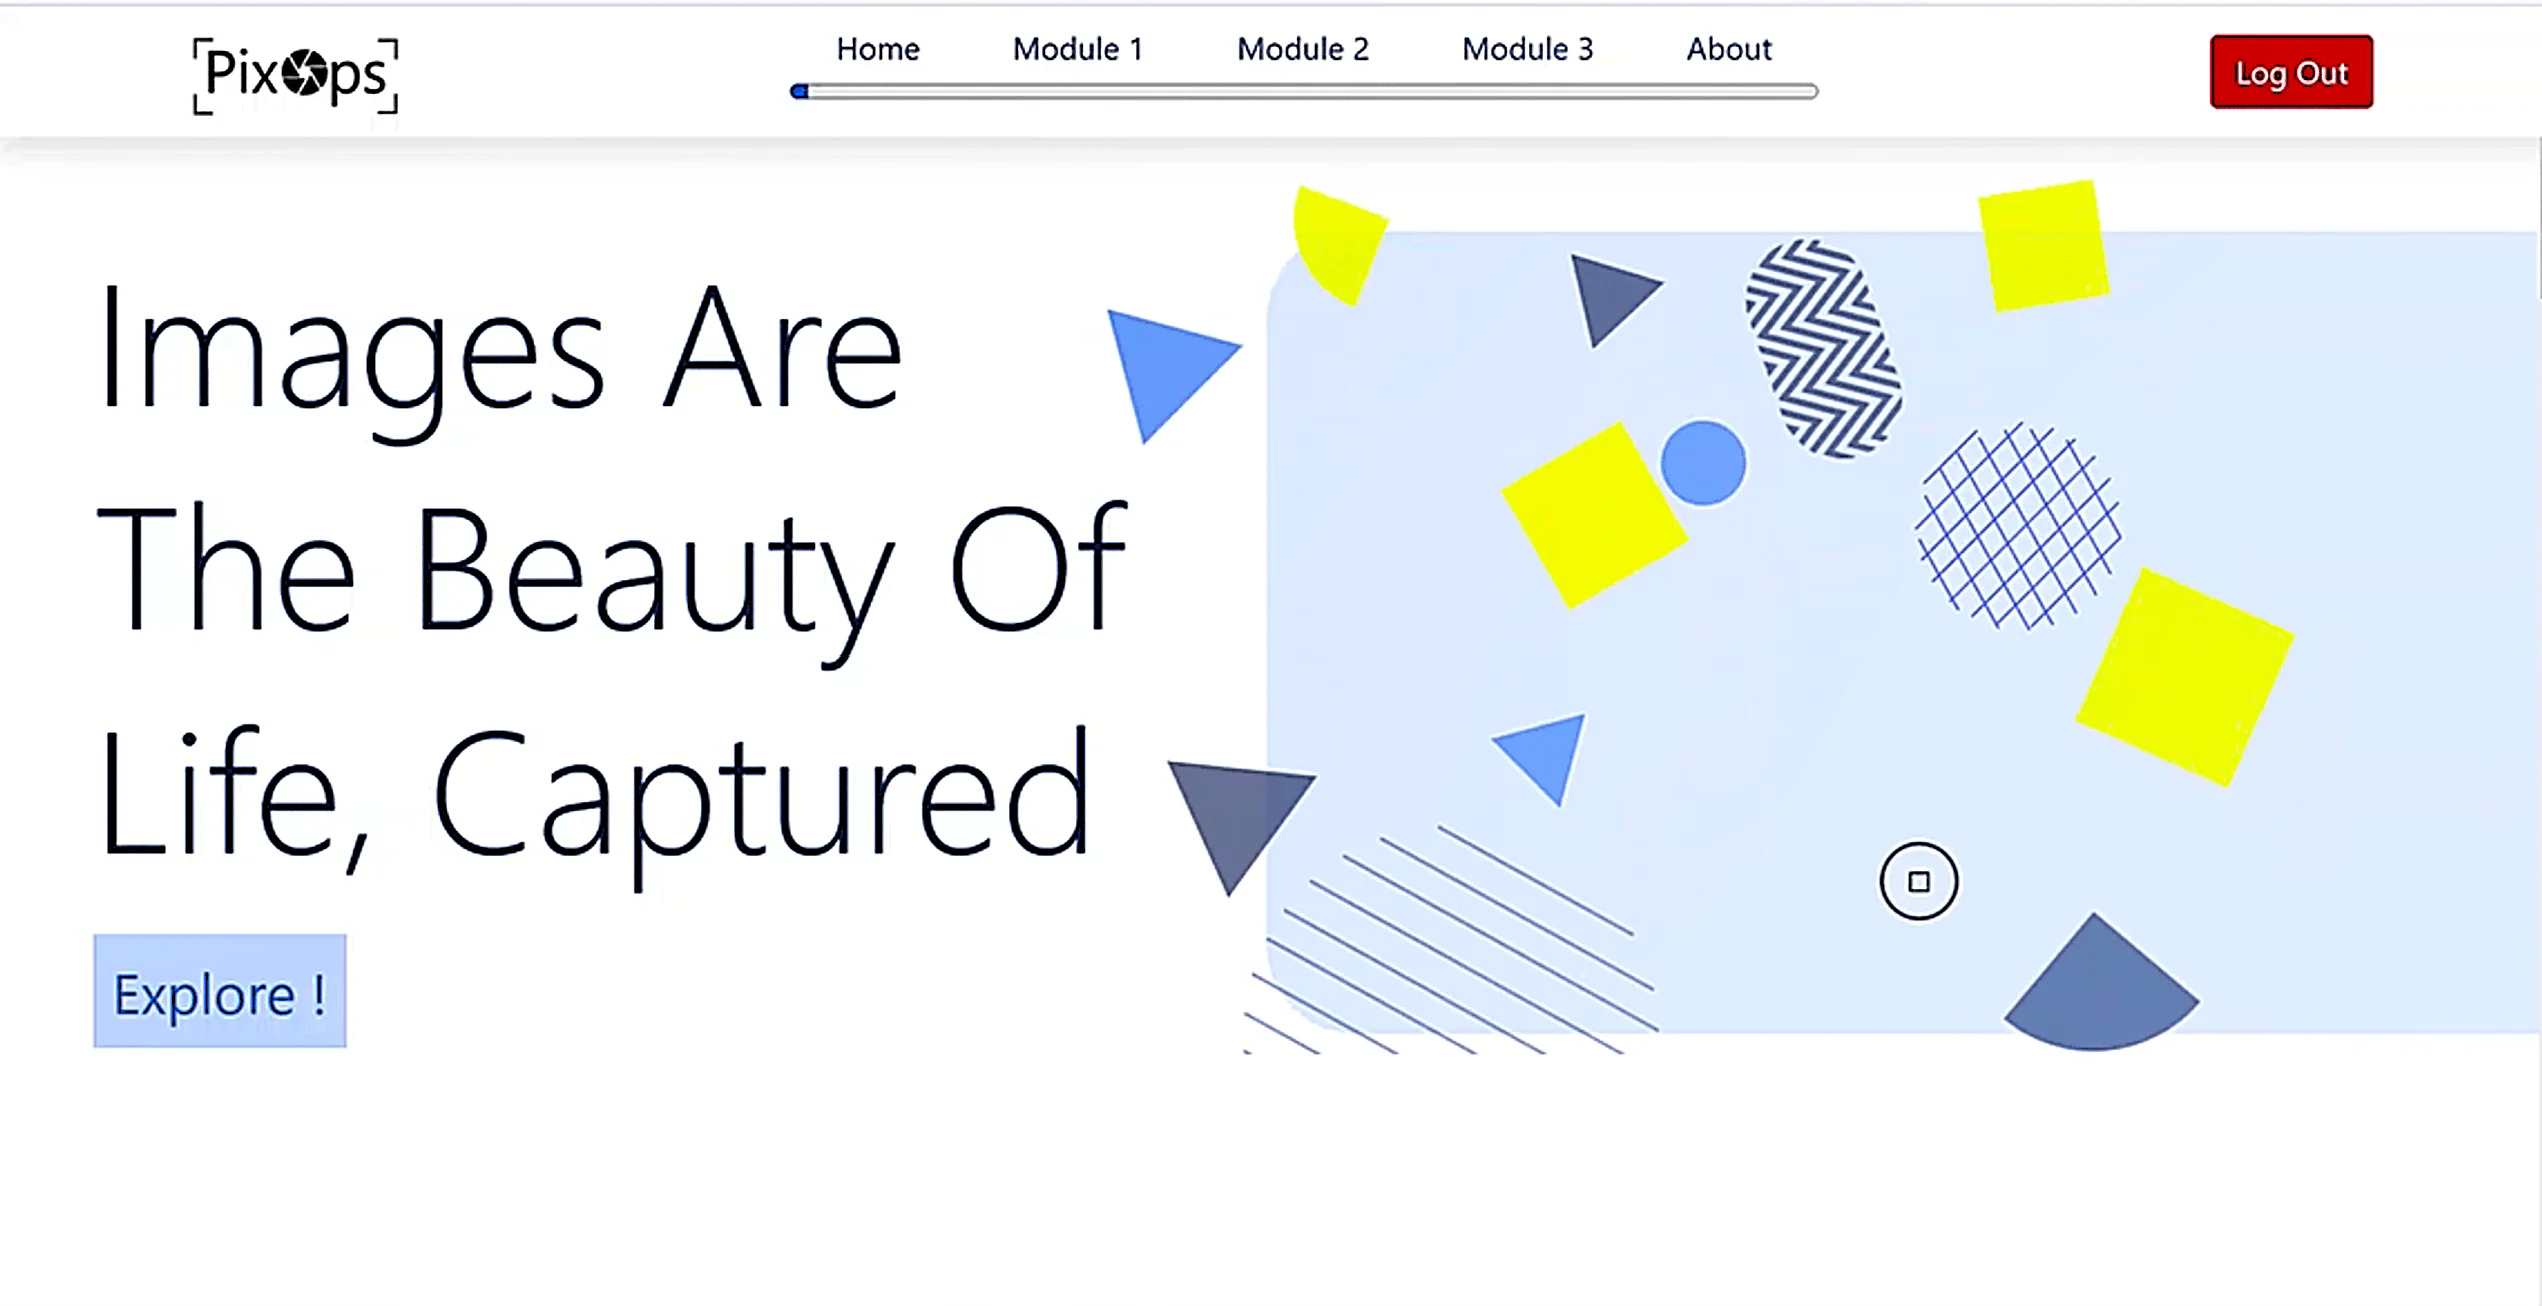 PixOps
Home Module 1 Module 2 Module 3 About
Log Out
Images Are
The Beauty Of
Life, Captured
Explore !